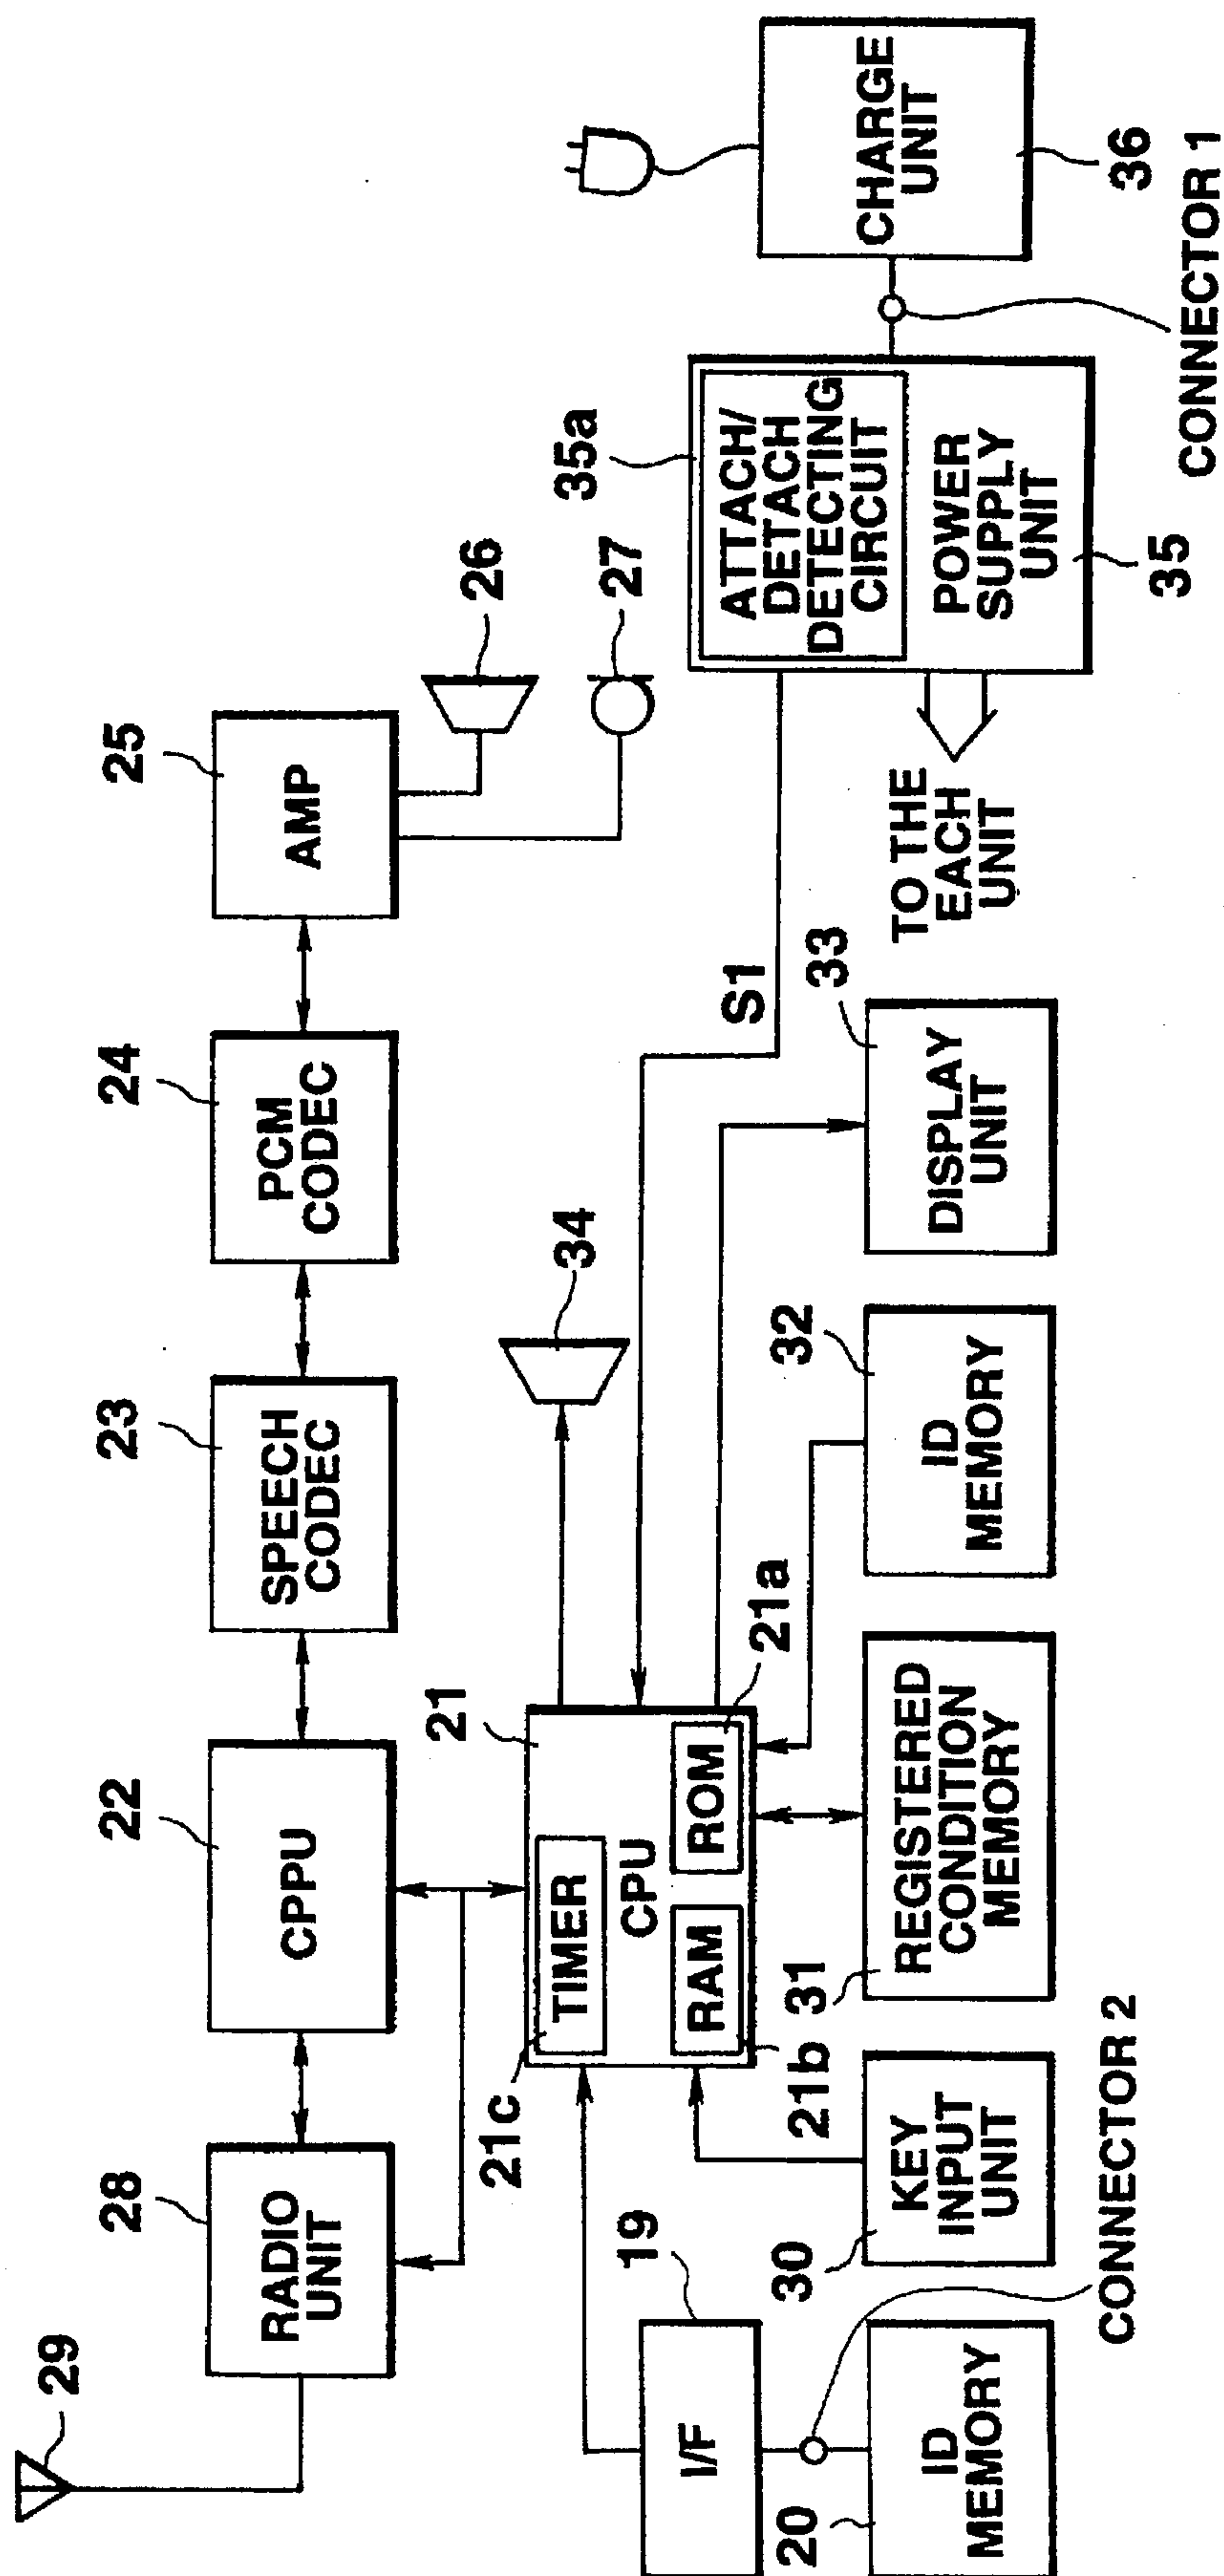 29
28
RADIO
UNIT
22
CPPU
23
SPEECH
CODEC
24
PCM
CODEC
25
AMP
26
27
34
21
21c
TIMER
CPU
RAM
ROM
21b
21a
S1
35a
ATTACH/
DETACH
DETECTING
CIRCUIT
POWER
SUPPLY
UNIT
35
TO THE
EACH
UNIT
CHARGE
UNIT
36
CONNECTOR 1
19
I/F
20
ID
MEMORY
CONNECTOR 2
30
KEY
INPUT
UNIT
31
REGISTERED
CONDITION
MEMORY
32
ID
MEMORY
33
DISPLAY
UNIT